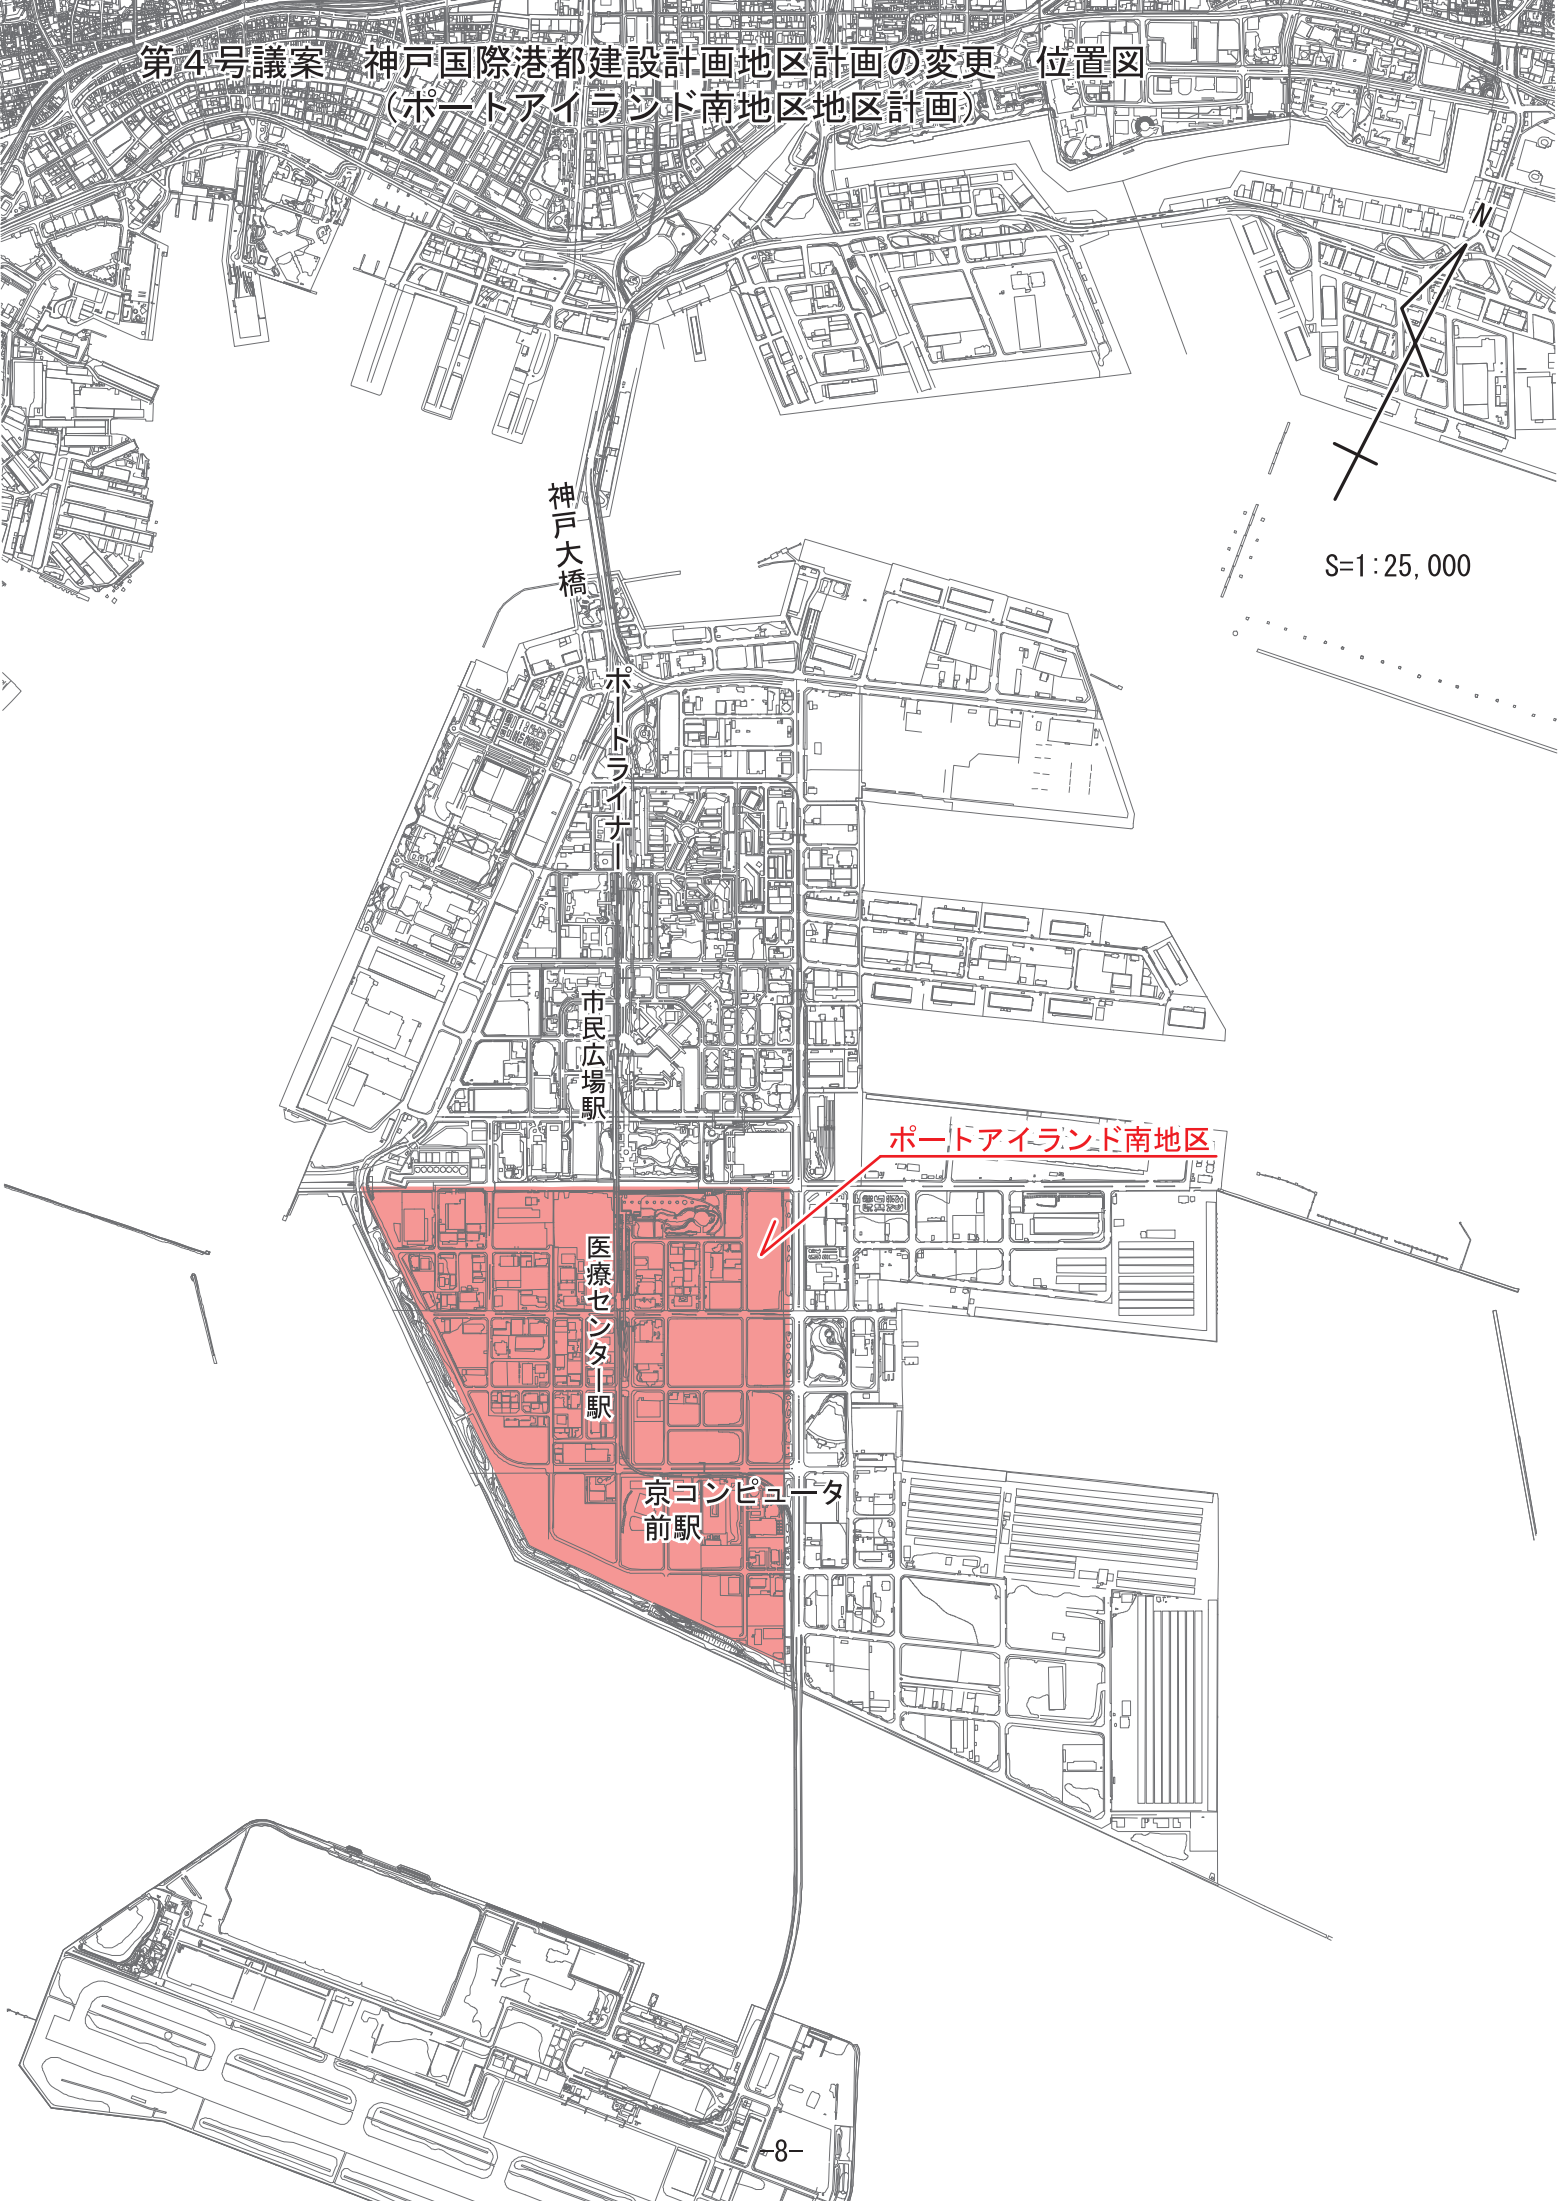 第４号議案　神戸国際港都建設計画地区計画の変更　位置図
（ポートアイランド南地区地区計画）
N
S=1:25,000
神戸大橋
ポートライナー
市民広場駅
ポートアイランド南地区
医療センター駅
京コンピュータ
前駅
-8-